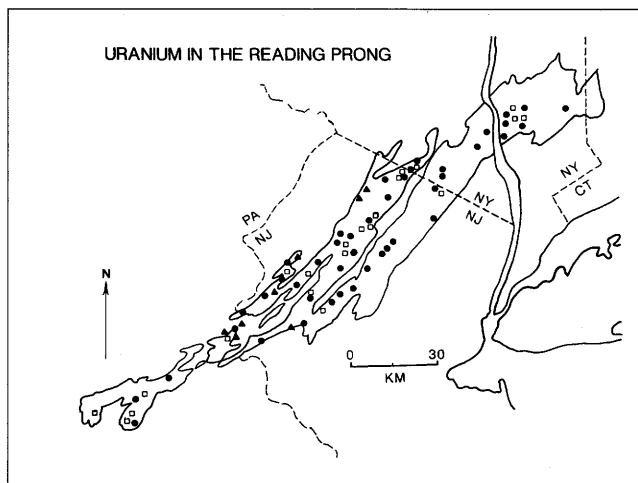 URANIUM IN THE READING PRONG
PA
NJ
NY
NJ
NY
CT
N
0 30
KM